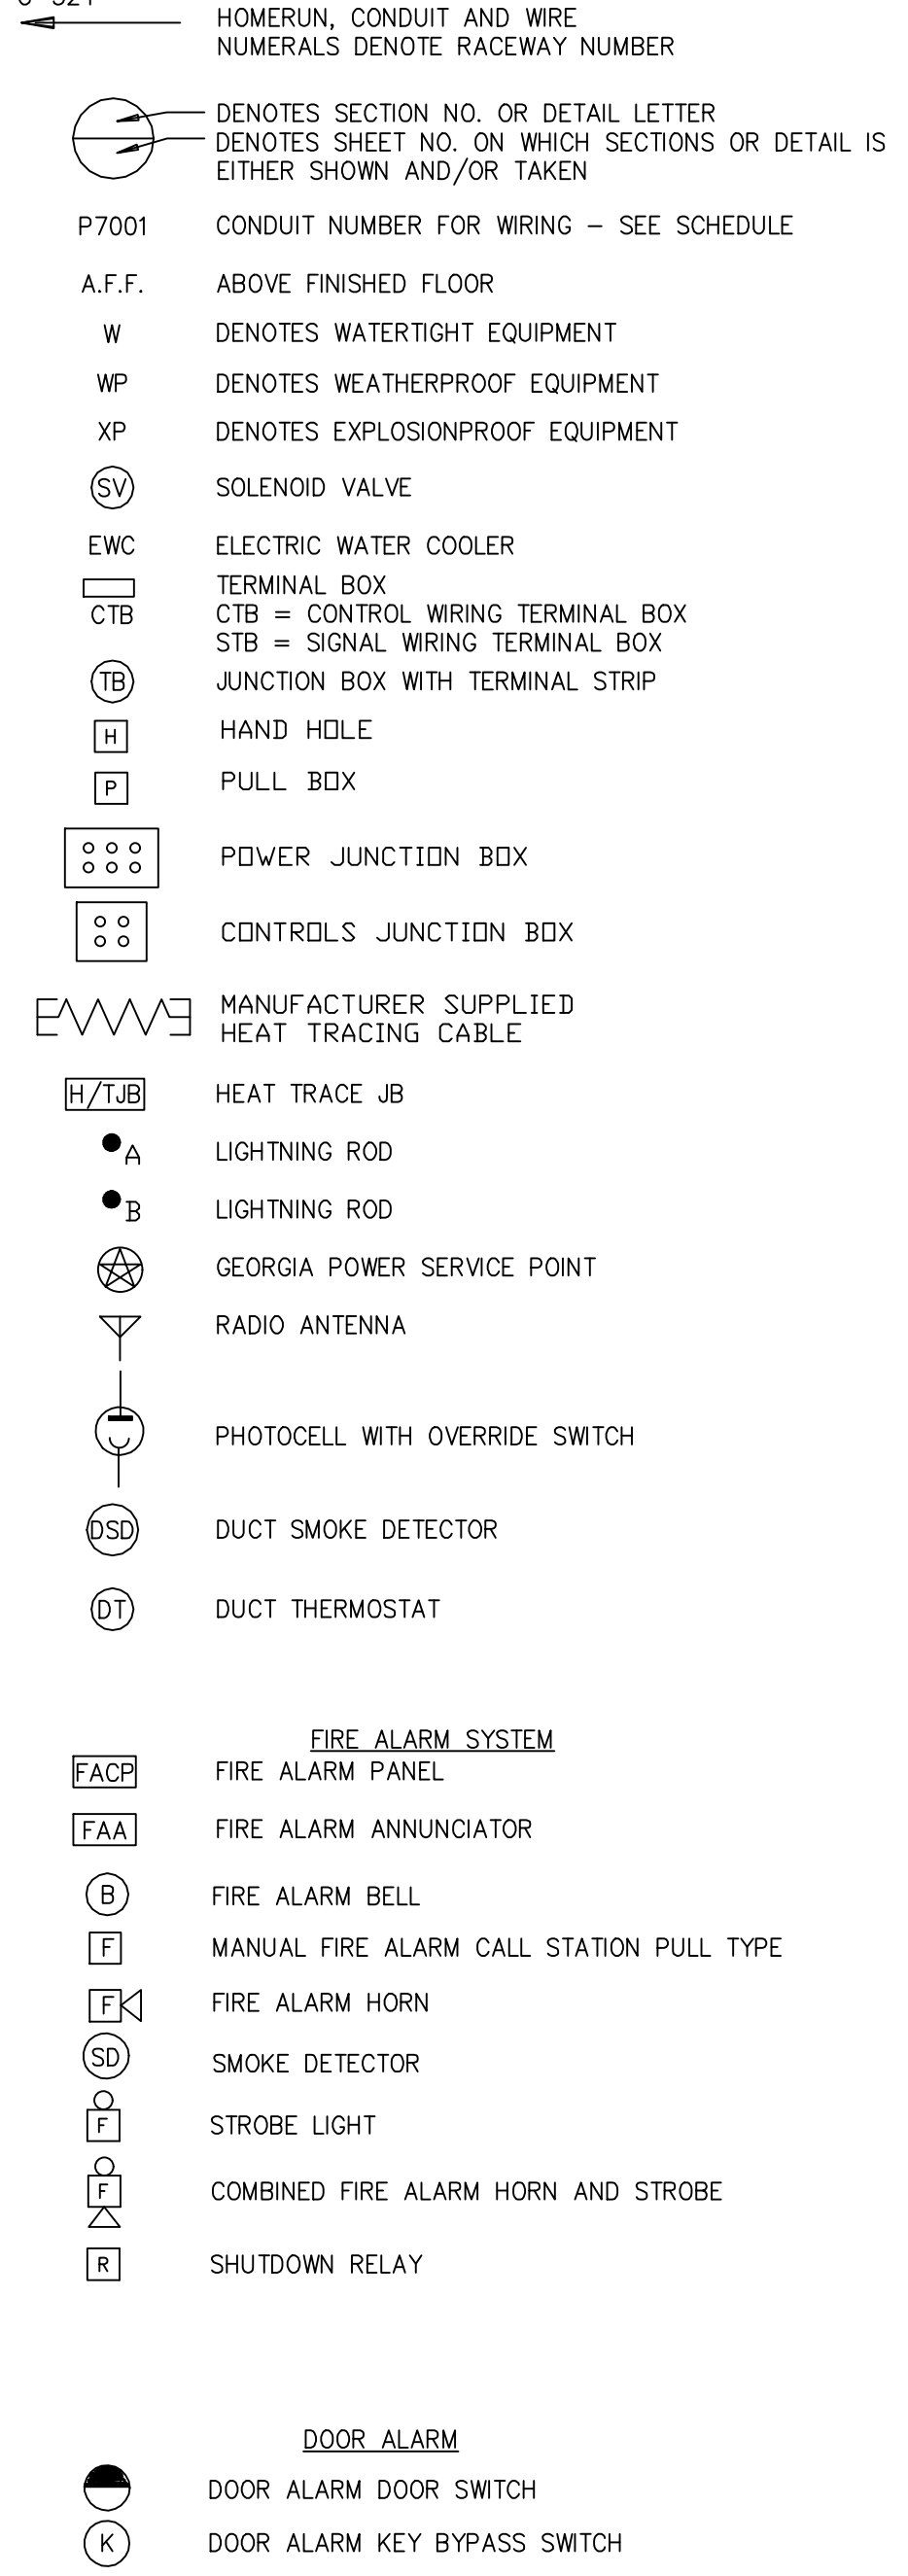 HOMERUN, CONDUIT AND WIRE
NUMERALS DENOTE RACEWAY NUMBER
DENOTES SECTION NO. OR DETAIL LETTER
DENOTES SHEET NO. ON WHICH SECTIONS OR DETAIL IS
EITHER SHOWN AND/OR TAKEN
P7001 CONDUIT NUMBER FOR WIRING – SEE SCHEDULE
A.F.F. ABOVE FINISHED FLOOR
W DENOTES WATERTIGHT EQUIPMENT
WP DENOTES WEATHERPROOF EQUIPMENT
XP DENOTES EXPLOSIONPROOF EQUIPMENT
SV SOLENOID VALVE
EWC ELECTRIC WATER COOLER
TERMINAL BOX
CTB CTB = CONTROL WIRING TERMINAL BOX
STB = SIGNAL WIRING TERMINAL BOX
TB JUNCTION BOX WITH TERMINAL STRIP
H HAND HOLE
P PULL BOX
POWER JUNCTION BOX
CONTROLS JUNCTION BOX
MANUFACTURER SUPPLIED
HEAT TRACING CABLE
H/TJB HEAT TRACE JB
A LIGHTNING ROD
B LIGHTNING ROD
GEORGIA POWER SERVICE POINT
RADIO ANTENNA
PHOTOCELL WITH OVERRIDE SWITCH
DSD DUCT SMOKE DETECTOR
DT DUCT THERMOSTAT
FIRE ALARM SYSTEM
FACP FIRE ALARM PANEL
FAA FIRE ALARM ANNUNCIATOR
B FIRE ALARM BELL
F MANUAL FIRE ALARM CALL STATION PULL TYPE
F FIRE ALARM HORN
SD SMOKE DETECTOR
F STROBE LIGHT
F COMBINED FIRE ALARM HORN AND STROBE
R SHUTDOWN RELAY
DOOR ALARM
DOOR ALARM DOOR SWITCH
K DOOR ALARM KEY BYPASS SWITCH